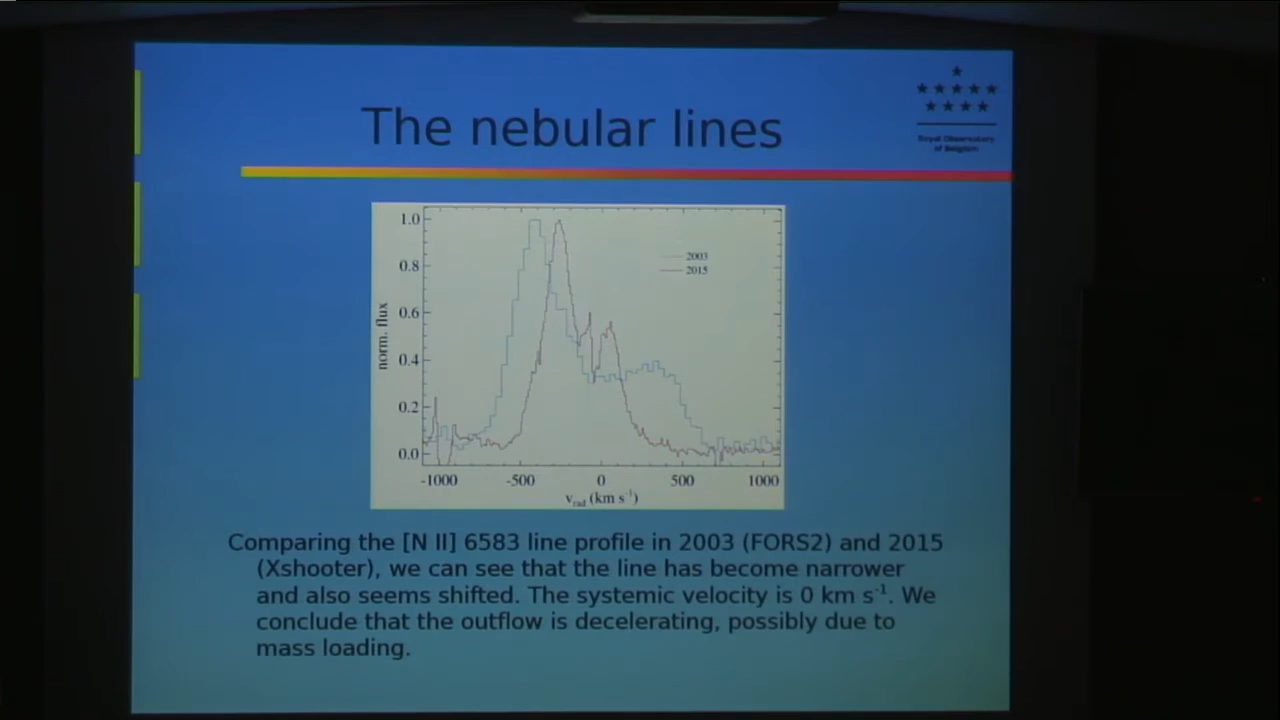 The nebular lines
Royal Observatory
of Belgium
1.0
0.8
0.6
0.4
0.2
0.0
norm. flux
2003
2015
-1000 -500 0 500 1000
v_rad (km s⁻¹)
Comparing the [N II] 6583 line profile in 2003 (FORS2) and 2015
(Xshooter), we can see that the line has become narrower
and also seems shifted. The systemic velocity is 0 km s⁻¹. We
conclude that the outflow is decelerating, possibly due to
mass loading.